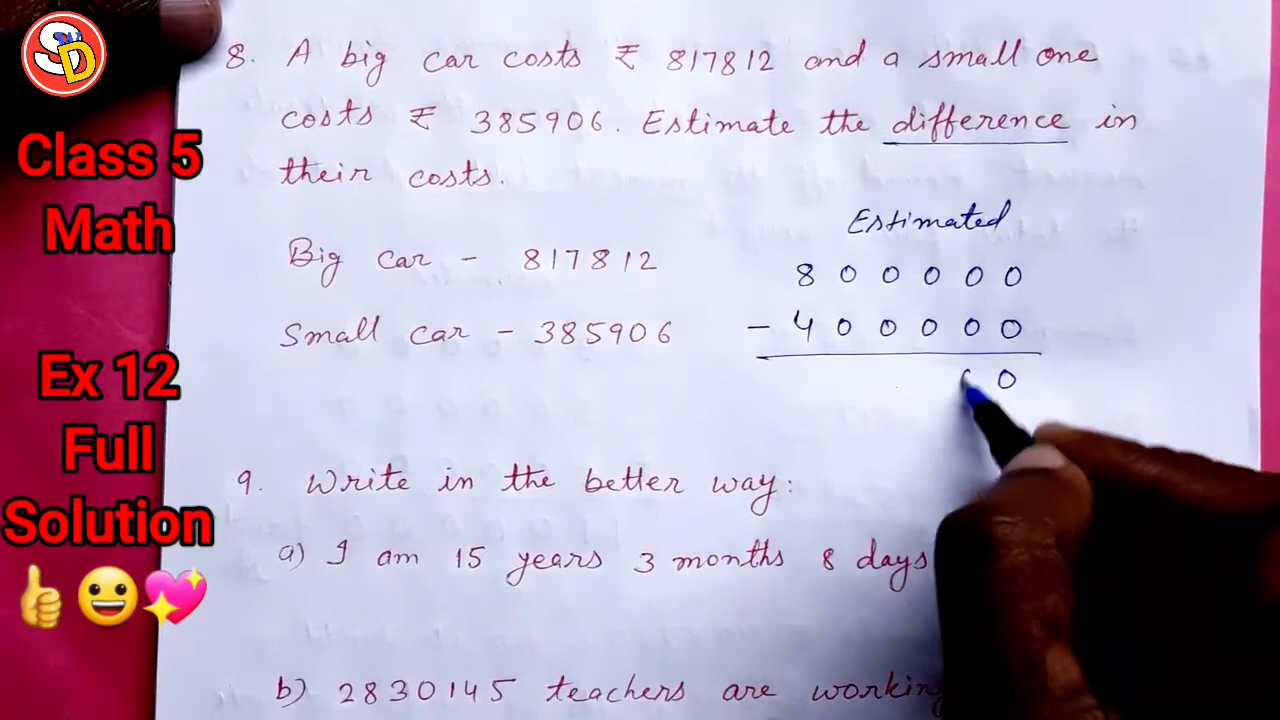 SD
Class 5
Math
Ex 12
Full
Solution
8. A big car costs ₹ 817812 and a small one
costs ₹ 385906. Estimate the difference in
their costs.
Estimated
Big car - 817812
800000
Small car - 385906
- 400000
0
9. Write in the better way:
a) I am 15 years 3 months 8 days
b) 2830145 teachers are